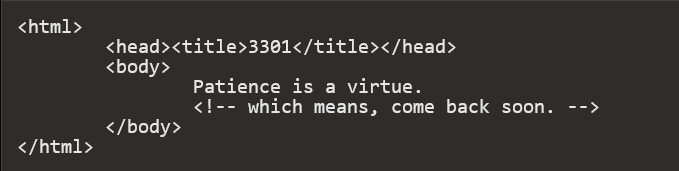 <html>
<head><title>3301</title></head>
<body>
Patience is a virtue.
<!-- which means, come back soon. -->
</body>
</html>